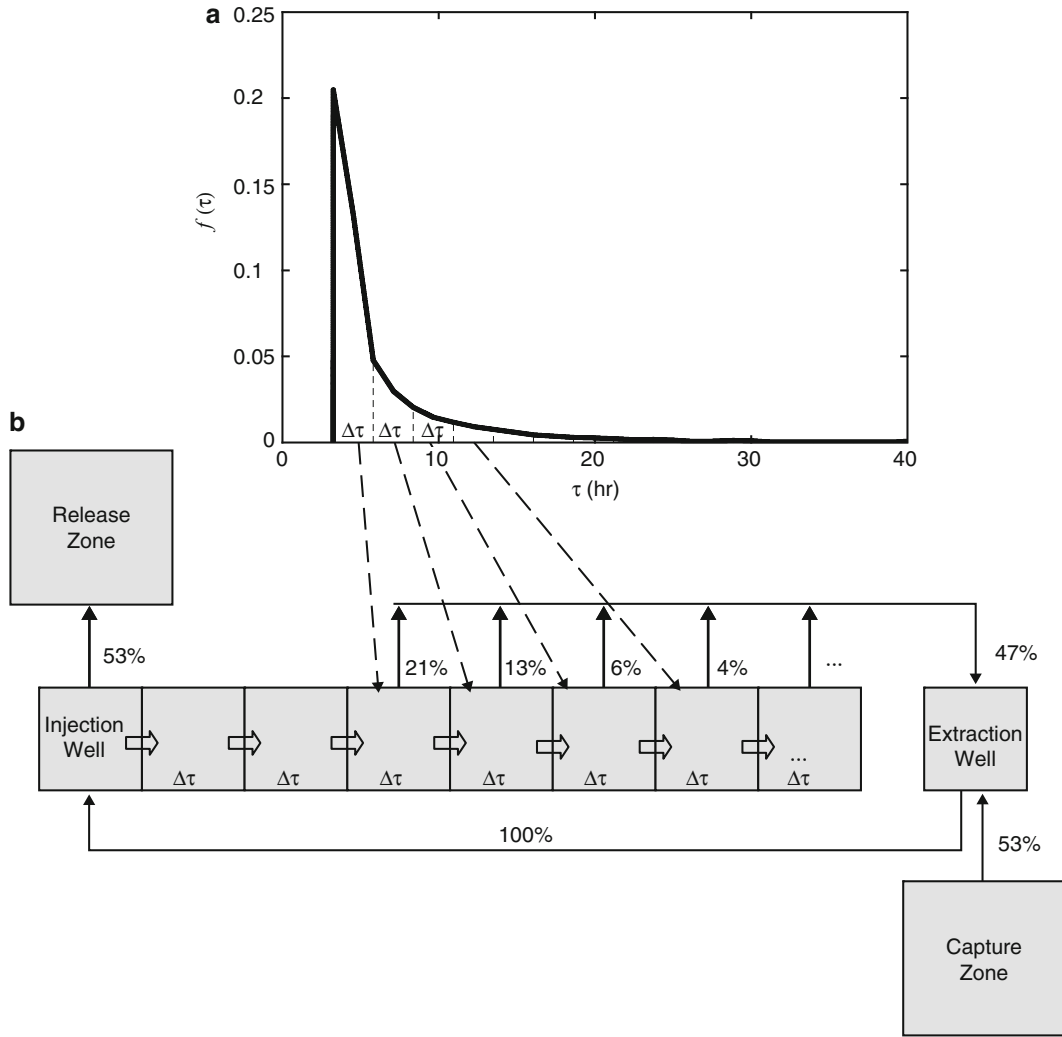 a
0.25
0.2
0.15
0.1
0.05
0
f (τ)
Δτ Δτ Δτ
0 10 20 30 40
τ (hr)
b
Release
Zone
53%
21% 13% 6% 4% ...
47%
Injection
Well
Δτ Δτ Δτ Δτ Δτ Δτ ... Δτ
Extraction
Well
100%
53%
Capture
Zone